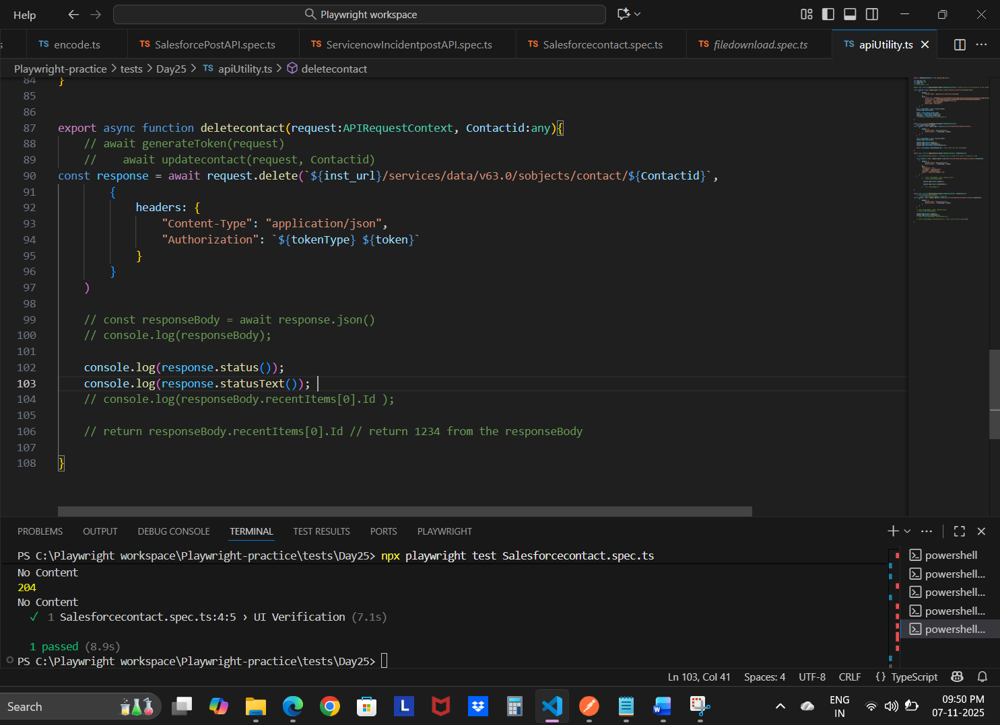 Help
Playwright workspace
s
TS encode.ts
TS SalesforcePostAPI.spec.ts
TS ServicenowIncidentpostAPI.spec.ts
TS Salesforcecontact.spec.ts
TS filedownload.spec.ts
TS apiUtility.ts
Playwright-practice > tests > Day25 > TS apiUtility.ts > deletecontact
84 }
85
86
87 export async function deletecontact(request:APIRequestContext, Contactid:any){
88 // await generateToken(request)
89 //    await updatecontact(request, Contactid)
90 const response = await request.delete(`${inst_url}/services/data/v63.0/sobjects/contact/${Contactid}`,
91 {
92 headers: {
93 "Content-Type": "application/json",
94 "Authorization": `${tokenType} ${token}`
95 }
96 }
97 )
98
99 // const responseBody = await response.json()
100 // console.log(responseBody);
101
102 console.log(response.status());
103 console.log(response.statusText());
104 // console.log(responseBody.recentItems[0].Id );
105
106 // return responseBody.recentItems[0].Id // return 1234 from the responseBody
107
108 }
PROBLEMS OUTPUT DEBUG CONSOLE TERMINAL TEST RESULTS PORTS PLAYWRIGHT
PS C:\Playwright workspace\Playwright-practice\tests\Day25> npx playwright test Salesforcecontact.spec.ts
No Content
204
No Content
✓ 1 Salesforcecontact.spec.ts:4:5 › UI Verification (7.1s)
1 passed (8.9s)
PS C:\Playwright workspace\Playwright-practice\tests\Day25>
powershell
powershell...
powershell...
powershell...
powershell...
Ln 103, Col 41 Spaces: 4 UTF-8 CRLF {} TypeScript
Search
L
W
ENG
IN
09:50 PM
07-11-2025